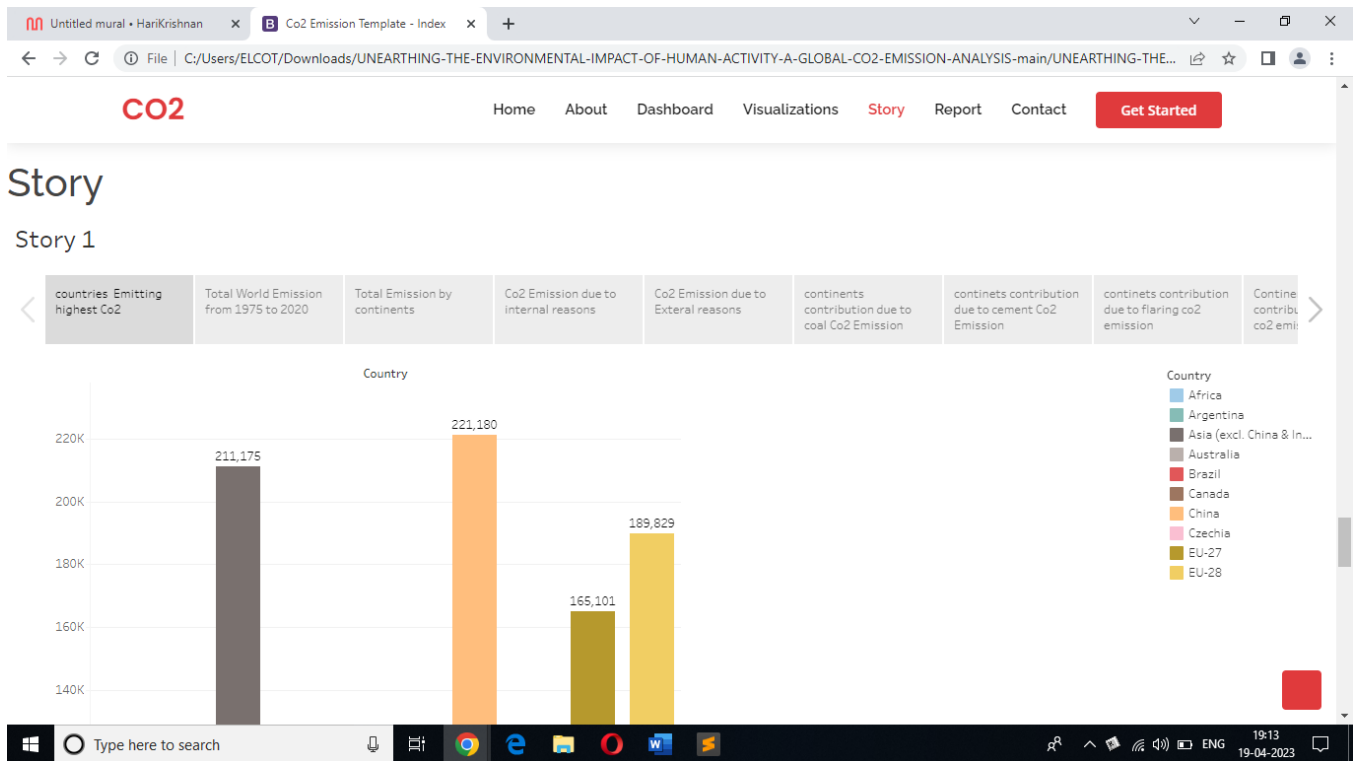 Untitled mural • HariKrishnan
Co2 Emission Template - Index
File | C:/Users/ELCOT/Downloads/UNEARTHING-THE-ENVIRONMENTAL-IMPACT-OF-HUMAN-ACTIVITY-A-GLOBAL-CO2-EMISSION-ANALYSIS-main/UNEARTHING-THE...
CO2
Home
About
Dashboard
Visualizations
Story
Report
Contact
Get Started
Story
Story 1
countries Emitting
highest Co2
Total World Emission
from 1975 to 2020
Total Emission by
continents
Co2 Emission due to
internal reasons
Co2 Emission due to
Exteral reasons
continents
contribution due to
coal Co2 Emission
continets contribution
due to cement Co2
Emission
continets contribution
due to flaring co2
emission
Contine
contribu
co2 emi
Country
220K
200K
180K
160K
140K
211,175
221,180
165,101
189,829
Country
Africa
Argentina
Asia (excl. China & In...
Australia
Brazil
Canada
China
Czechia
EU-27
EU-28
Type here to search
ENG
19:13
19-04-2023